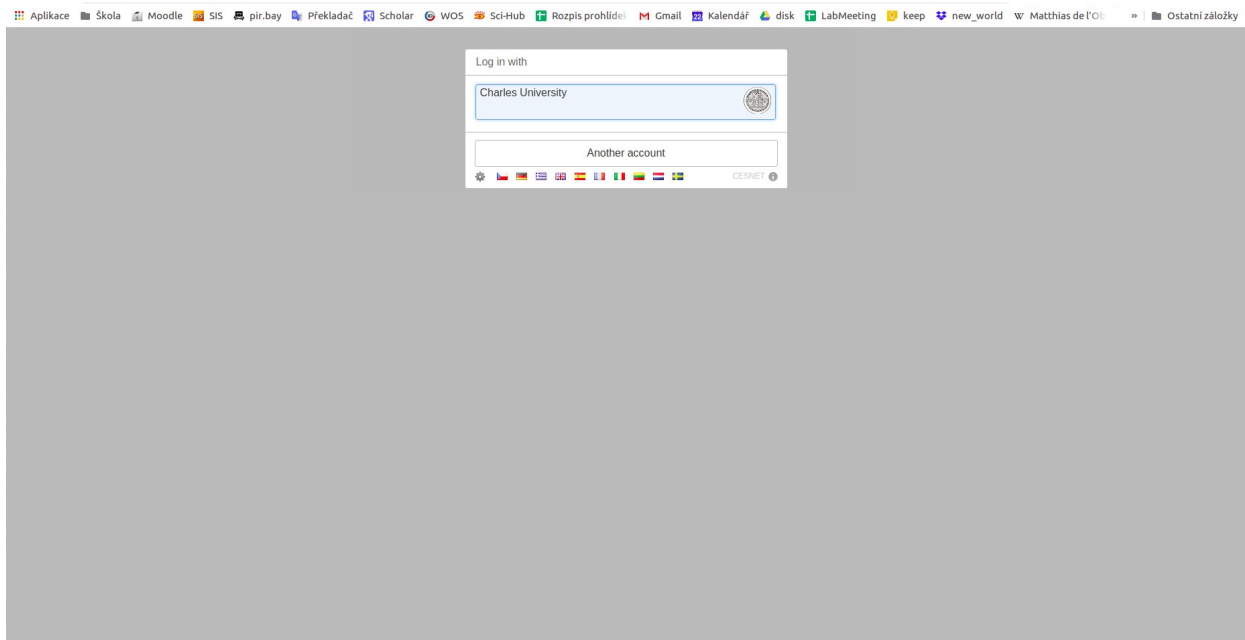 Aplikace Škola Moodle SIS pir.bay Překladač Scholar WOS Sci-Hub Rozpis prohlídek Gmail 22 Kalendář disk LabMeeting keep new_world W Matthias de l'Ob » Ostatní záložky
Log in with
Charles University
Another account
CESNET